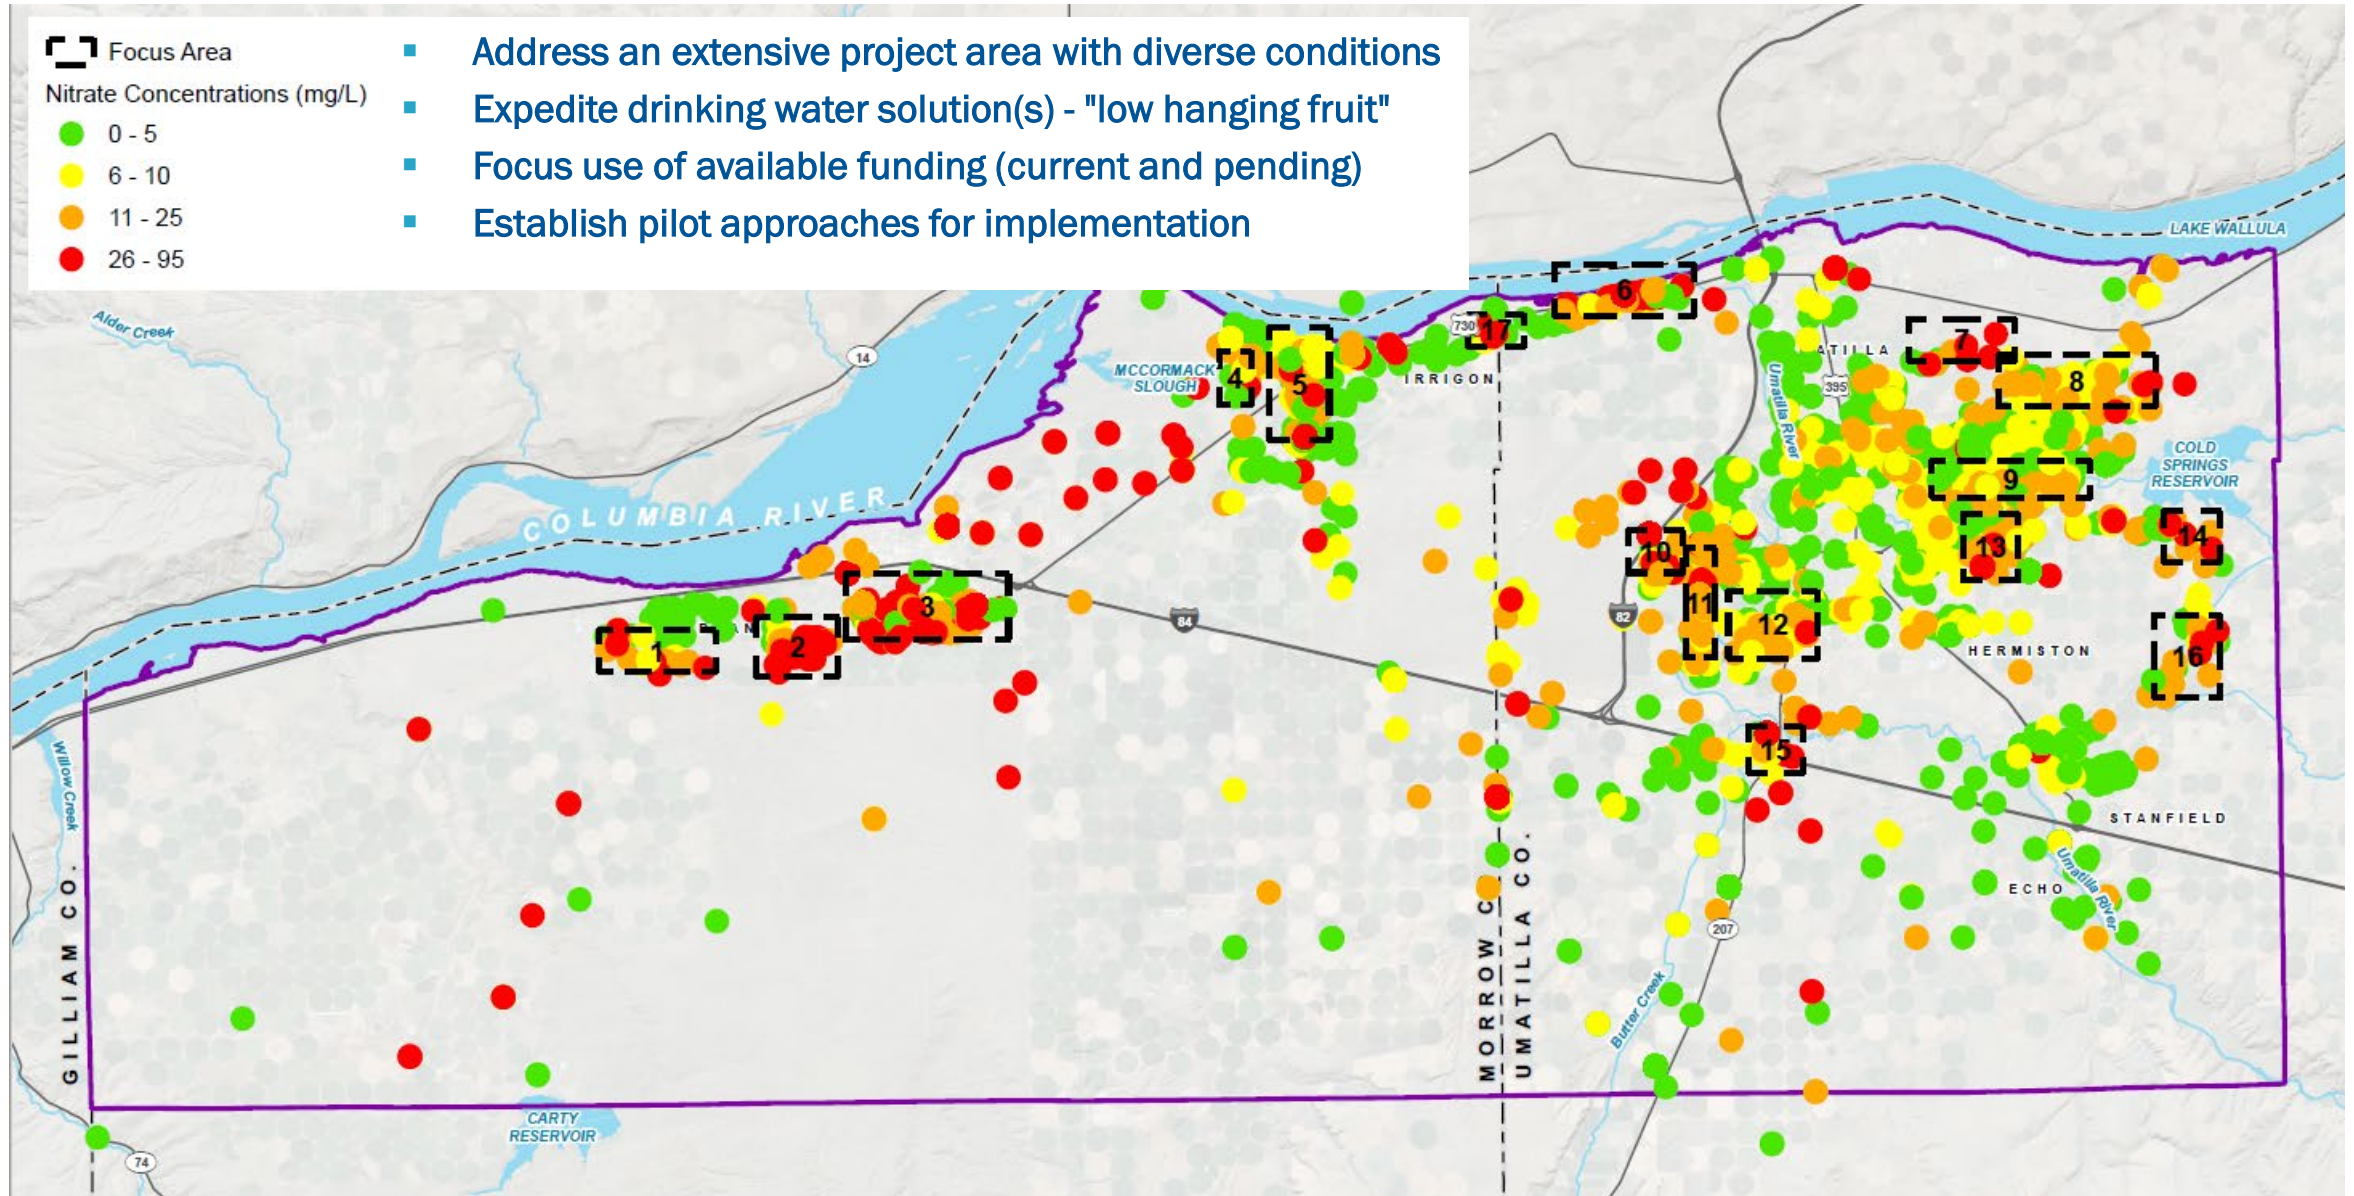 Focus Area
Nitrate Concentrations (mg/L)
0 - 5
6 - 10
11 - 25
26 - 95
Address an extensive project area with diverse conditions
Expedite drinking water solution(s) - "low hanging fruit"
Focus use of available funding (current and pending)
Establish pilot approaches for implementation
LAKE WALLULA
Alder Creek
14
MCCORMACK
SLOUGH
IRRIGON
730
17
6
7
ATILLA
395
8
4
5
Umatilla River
COLD
SPRINGS
RESERVOIR
COLUMBIA RIVER
9
10
13
14
11
12
82
84
1
2
3
HERMISTON
16
15
Willow Creek
STANFIELD
ECHO
Umatilla River
207
Butter Creek
GILLIAM CO.
MORROW C
UMATILLA CO.
CARTY
RESERVOIR
74